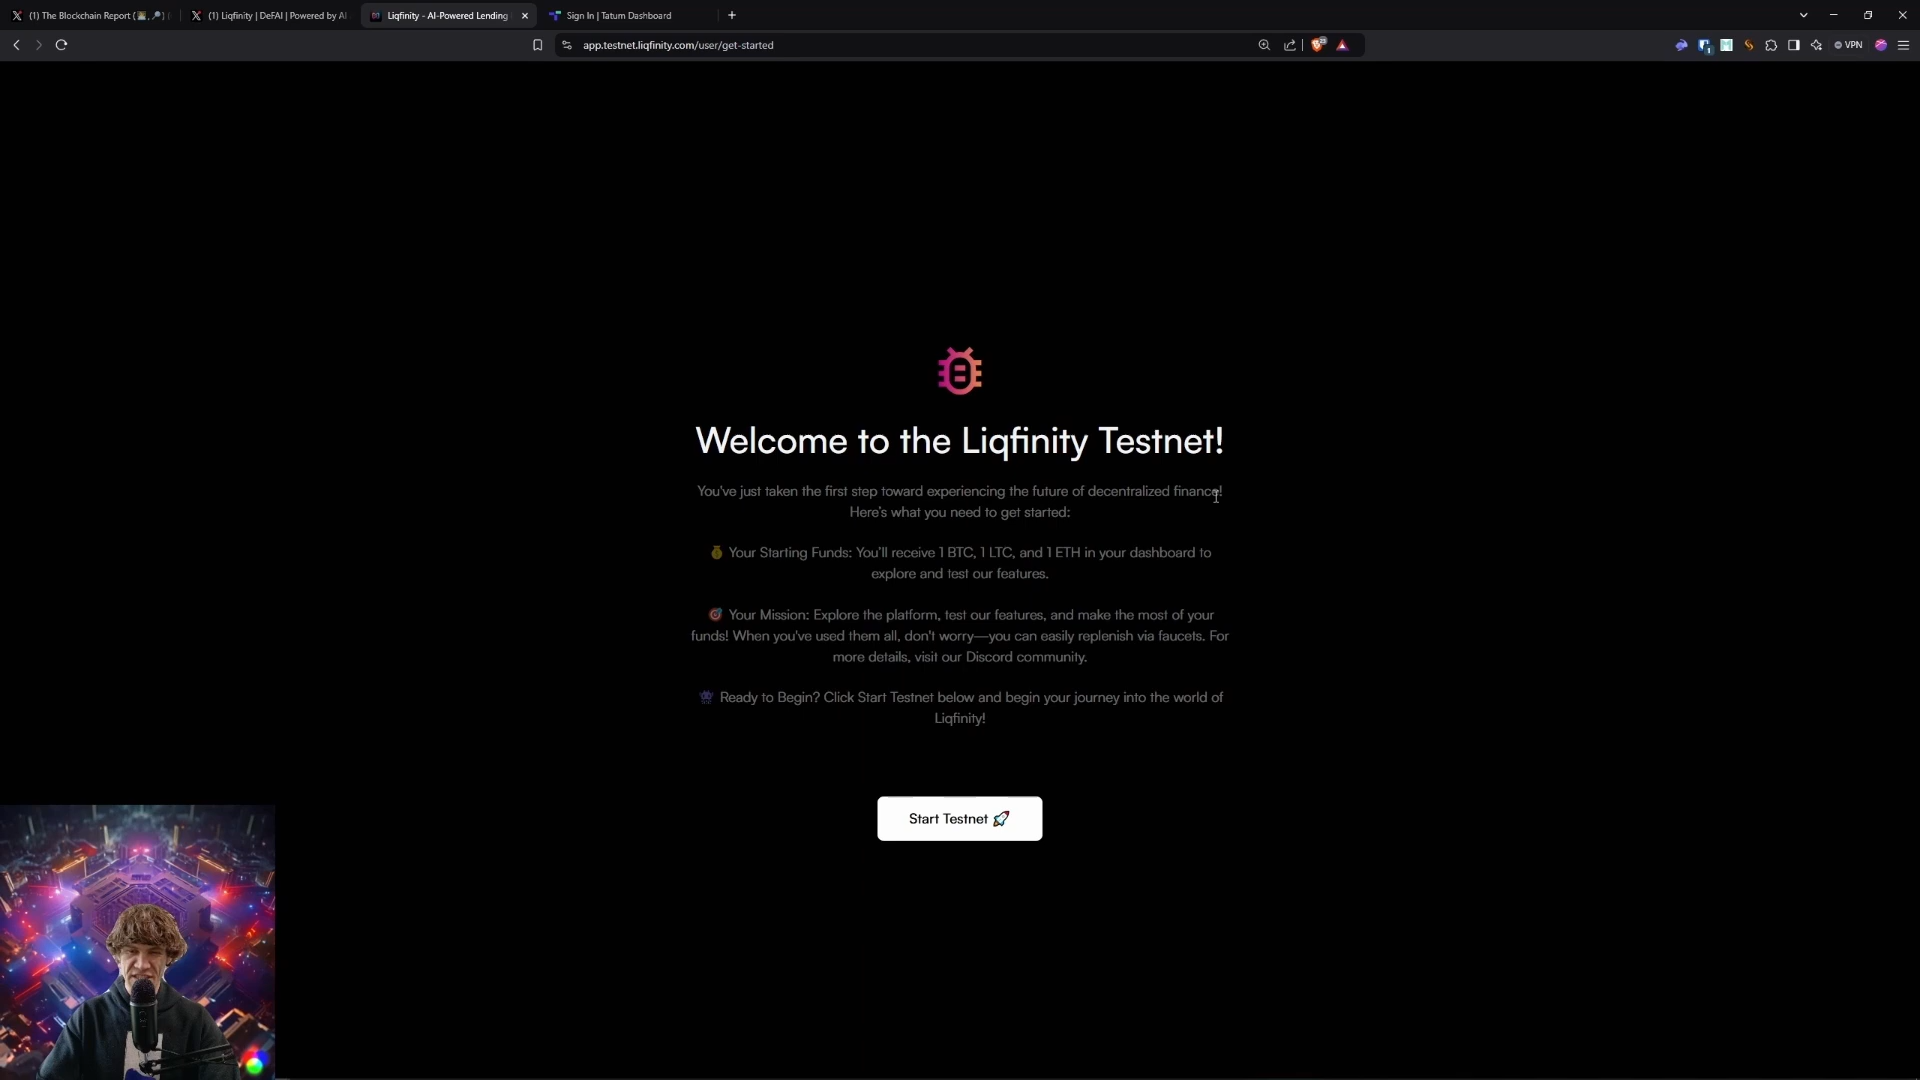 (1) The Blockchain Report (
(1) Liqfinity | DeFAI | Powered by AI
Liqfinity - AI-Powered Lending
Sign In | Tatum Dashboard
app.testnet.liqfinity.com/user/get-started
VPN
Welcome to the Liqfinity Testnet!
You've just taken the first step toward experiencing the future of decentralized finance!
Here's what you need to get started:
💰 Your Starting Funds: You'll receive 1 BTC, 1 LTC, and 1 ETH in your dashboard to
explore and test our features.
🎯 Your Mission: Explore the platform, test our features, and make the most of your
funds! When you've used them all, don't worry—you can easily replenish via faucets. For
more details, visit our Discord community.
👾 Ready to Begin? Click Start Testnet below and begin your journey into the world of
Liqfinity!
Start Testnet 🚀